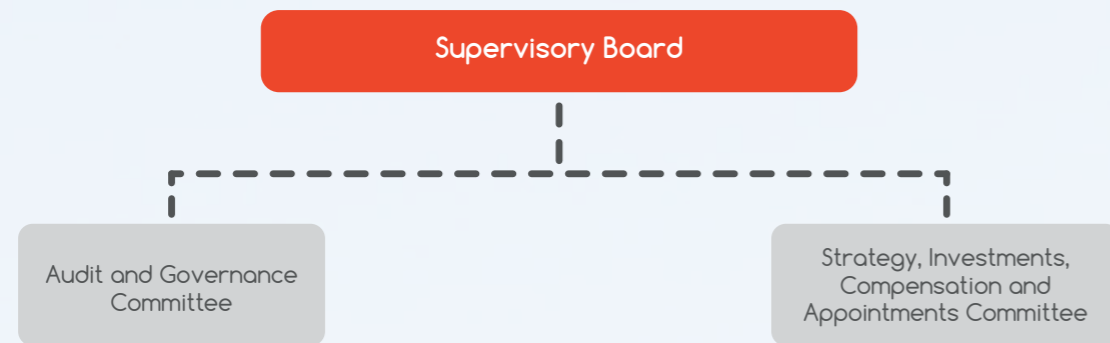 Supervisory Board
Audit and Governance
Committee
Strategy, Investments,
Compensation and
Appointments Committee